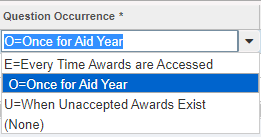 Question Occurrence *
O=Once for Aid Year
E=Every Time Awards are Accessed
O=Once for Aid Year
U=When Unaccepted Awards Exist
(None)